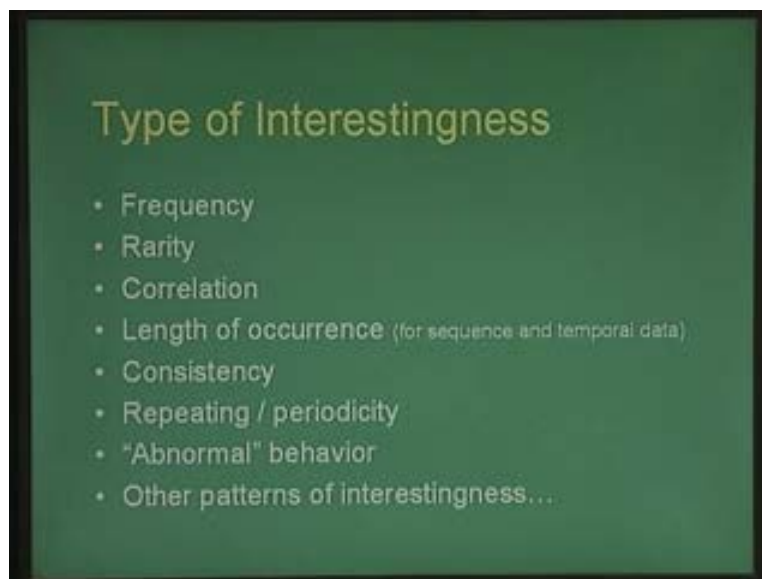 Type of Interestingness
• Frequency
• Rarity
• Correlation
• Length of occurrence (for sequence and temporal data)
• Consistency
• Repeating / periodicity
• “Abnormal” behavior
• Other patterns of interestingness…